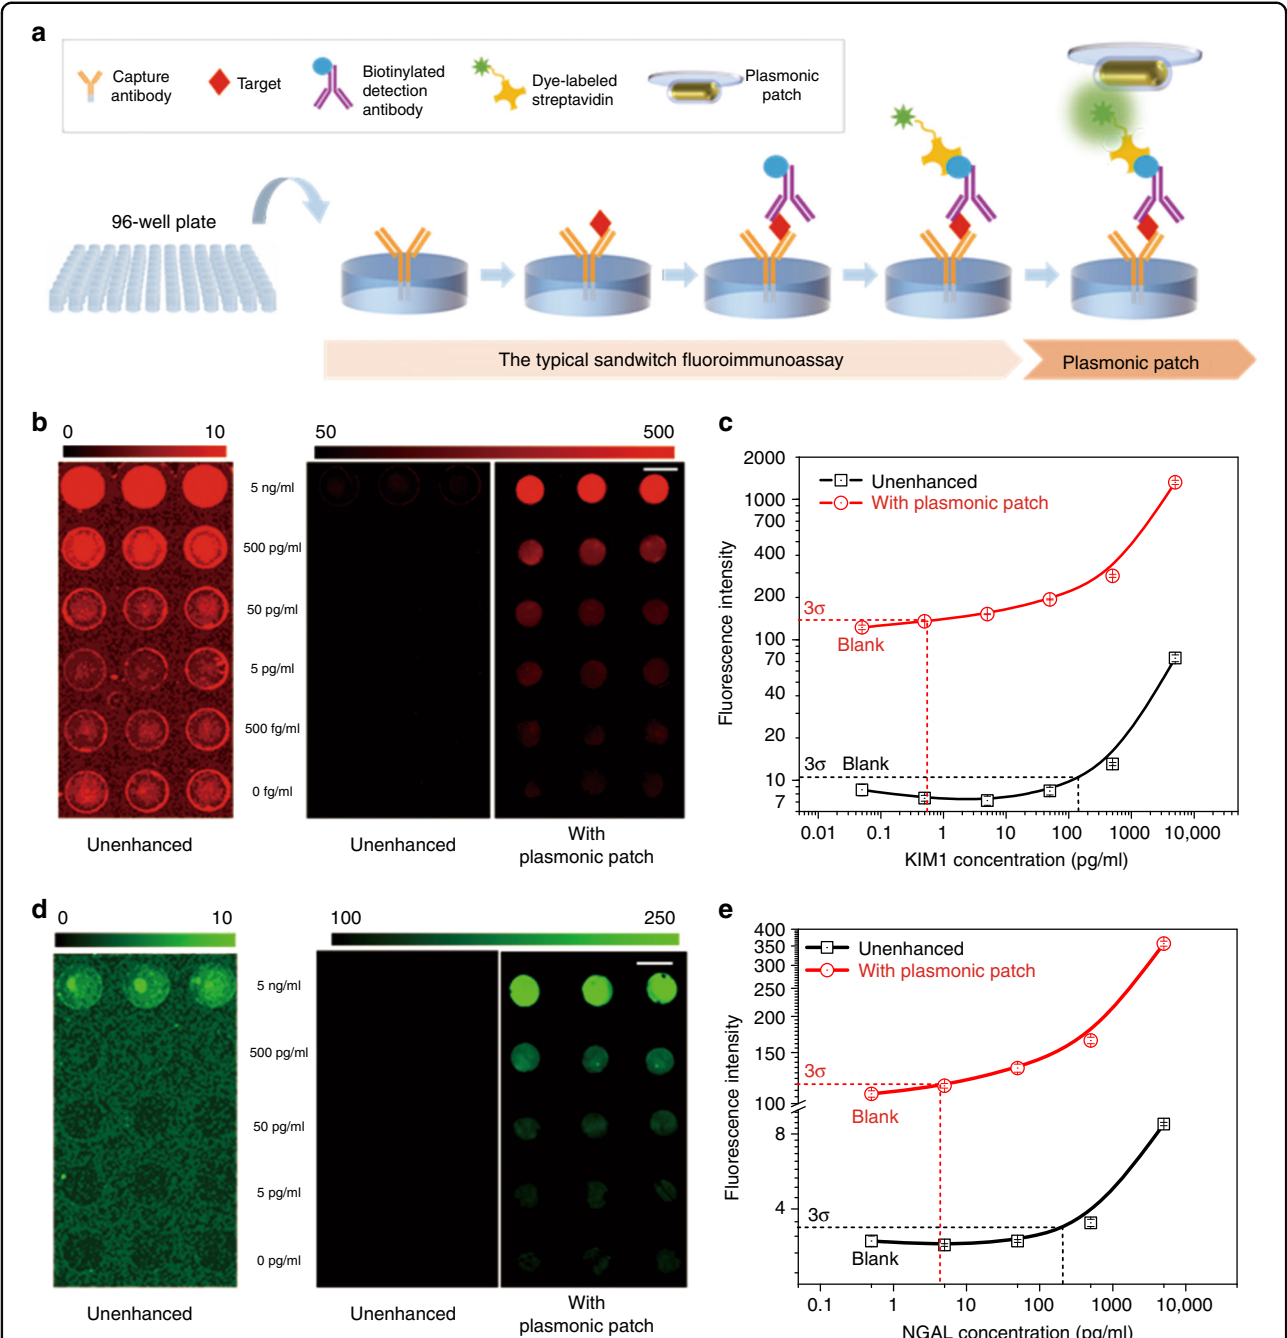 a
Capture
antibody
Target
Biotinylated
detection
antibody
Dye-labeled
streptavidin
Plasmonic
patch
96-well plate
The typical sandwitch fluoroimmunoassay
Plasmonic patch
b
0 10
50 500
5 ng/ml
500 pg/ml
50 pg/ml
5 pg/ml
500 fg/ml
0 fg/ml
Unenhanced
Unenhanced
With
plasmonic patch
c
2000
1000
700
400
200
100
70
40
20
10
7
Fluorescence intensity
Unenhanced
With plasmonic patch
3σ
Blank
3σ Blank
0.01 0.1 1 10 100 1000 10,000
KIM1 concentration (pg/ml)
d
0 10
100 250
5 ng/ml
500 pg/ml
50 pg/ml
5 pg/ml
0 pg/ml
Unenhanced
Unenhanced
With
plasmonic patch
e
400
350
300
250
200
150
100
8
4
Fluorescence intensity
Unenhanced
With plasmonic patch
3σ
Blank
3σ
Blank
0.1 1 10 100 1000 10,000
NGAL concentration (pg/ml)